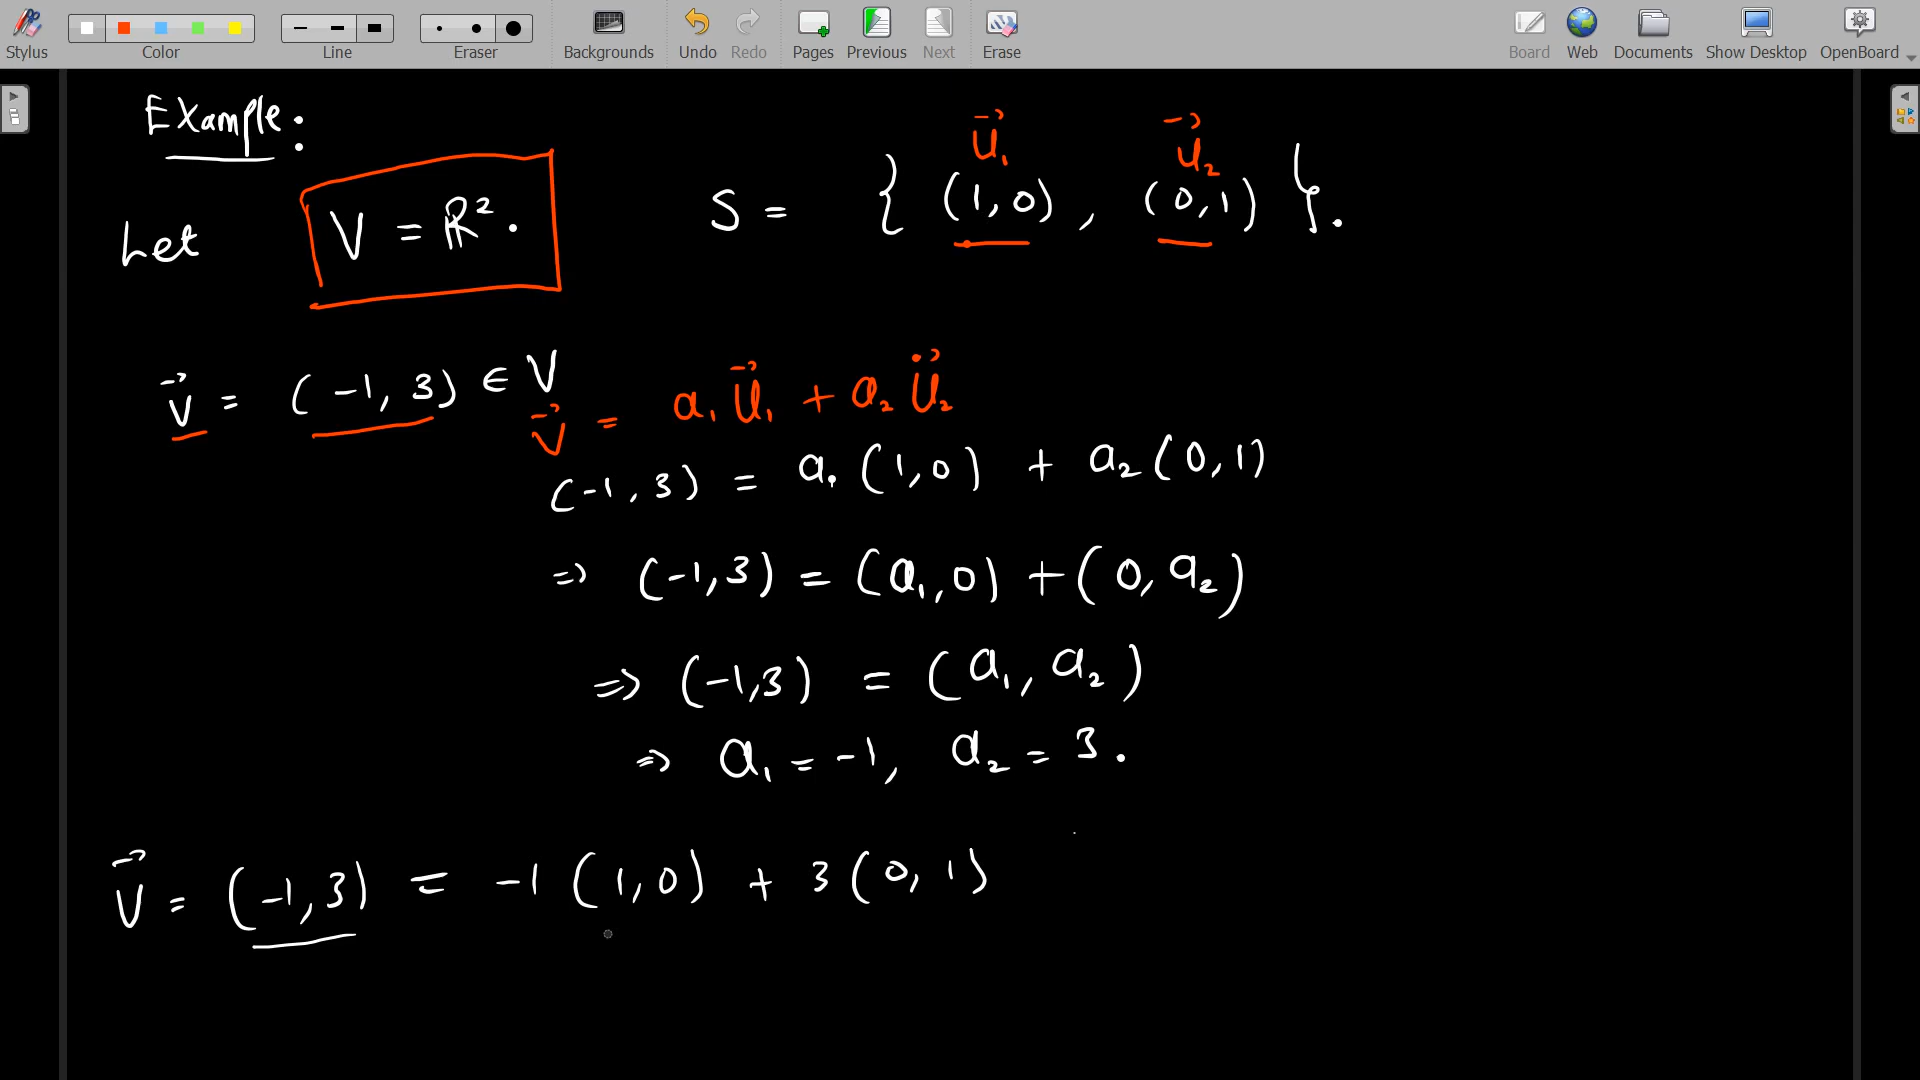 Stylus Color Line Eraser Backgrounds Undo Redo Pages Previous Next Erase Board Web Documents Show Desktop OpenBoard
Example:
u⃗₁ u⃗₂
Let V = ℝ². S = { (1,0), (0,1) }.
v⃗ = (-1, 3) ∈ V
v⃗ = a₁ u⃗₁ + a₂ u⃗₂
(-1, 3) = a₁ (1,0) + a₂ (0,1)
⇒ (-1,3) = (a₁,0) + (0, a₂)
⇒ (-1,3) = (a₁, a₂)
⇒ a₁ = -1, a₂ = 3.
v⃗ = (-1,3) = -1 (1,0) + 3 (0, 1)